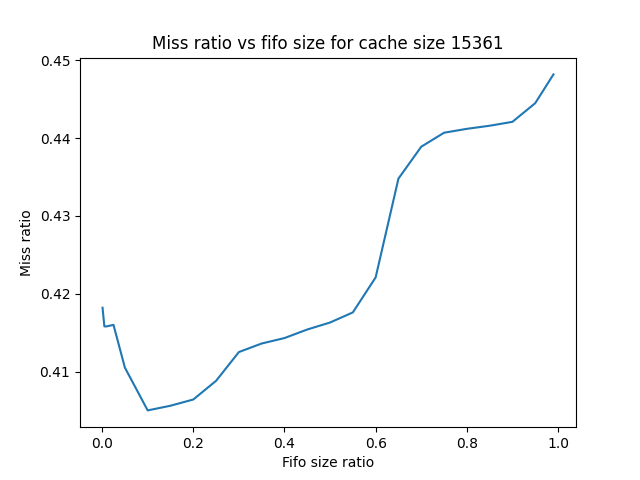 Miss ratio vs fifo size for cache size 15361
0.45
0.44
0.43
0.42
0.41
Miss ratio
0.0 0.2 0.4 0.6 0.8 1.0
Fifo size ratio